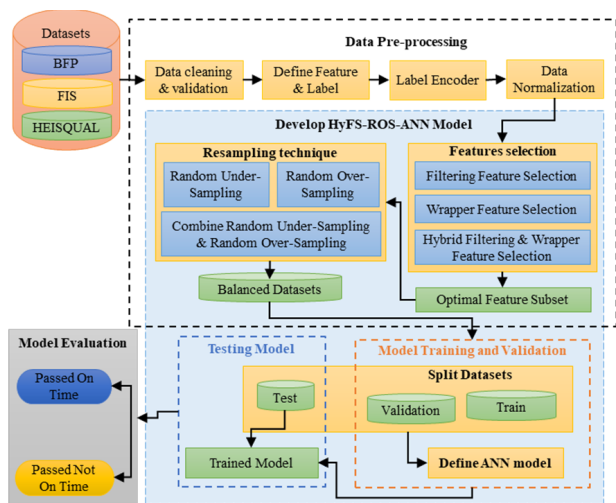 Datasets
BFP
FIS
HEISQUAL
Data Pre-processing
Data cleaning
& validation
Define Feature
& Label
Label Encoder
Data
Normalization
Develop HyFS-ROS-ANN Model
Resampling technique
Random Under-
Sampling
Random Over-
Sampling
Combine Random Under-Sampling
& Random Over-Sampling
Balanced Datasets
Features selection
Filtering Feature Selection
Wrapper Feature Selection
Hybrid Filtering & Wrapper
Feature Selection
Optimal Feature Subset
Model Evaluation
Passed On
Time
Passed Not On
Time
Testing Model
Model Training and Validation
Split Datasets
Test
Validation
Train
Trained Model
Define ANN model